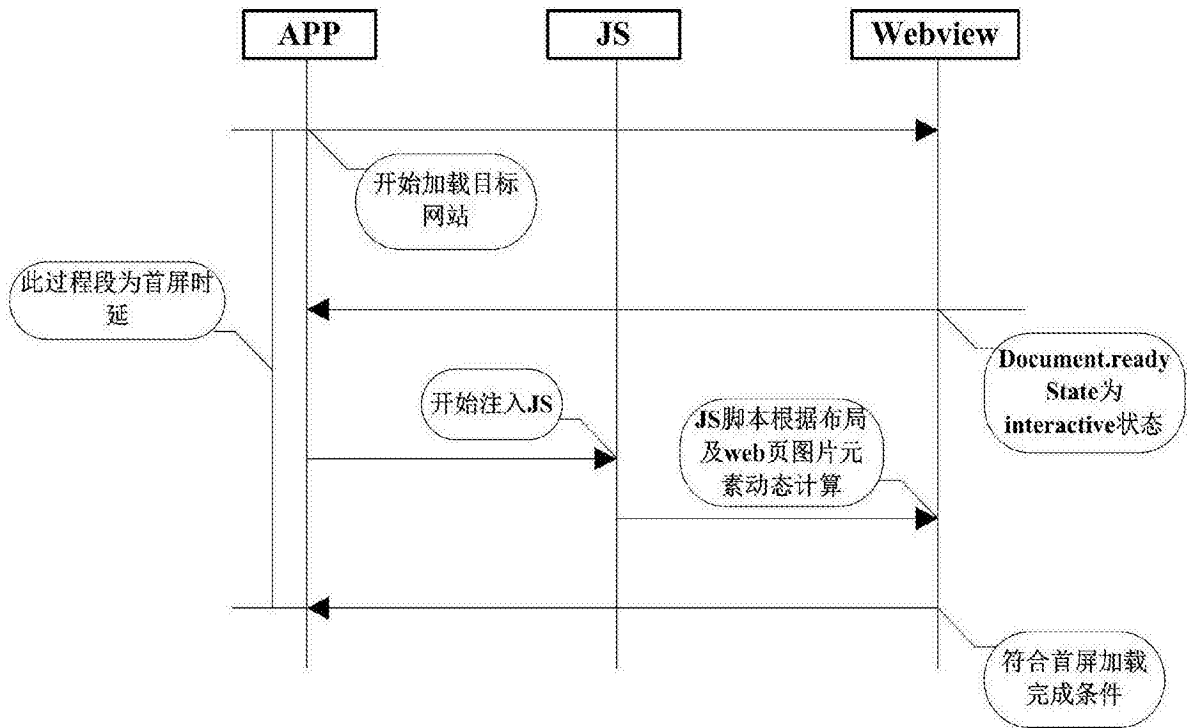 APP
JS
Webview
开始加载目标
网站
此过程段为首屏时
延
Document.ready
State为
interactive状态
开始注入JS
JS脚本根据布局
及web页图片元
素动态计算
符合首屏加载
完成条件